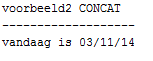 voorbeeld2 CONCAT
-------------------
vandaag is 03/11/14